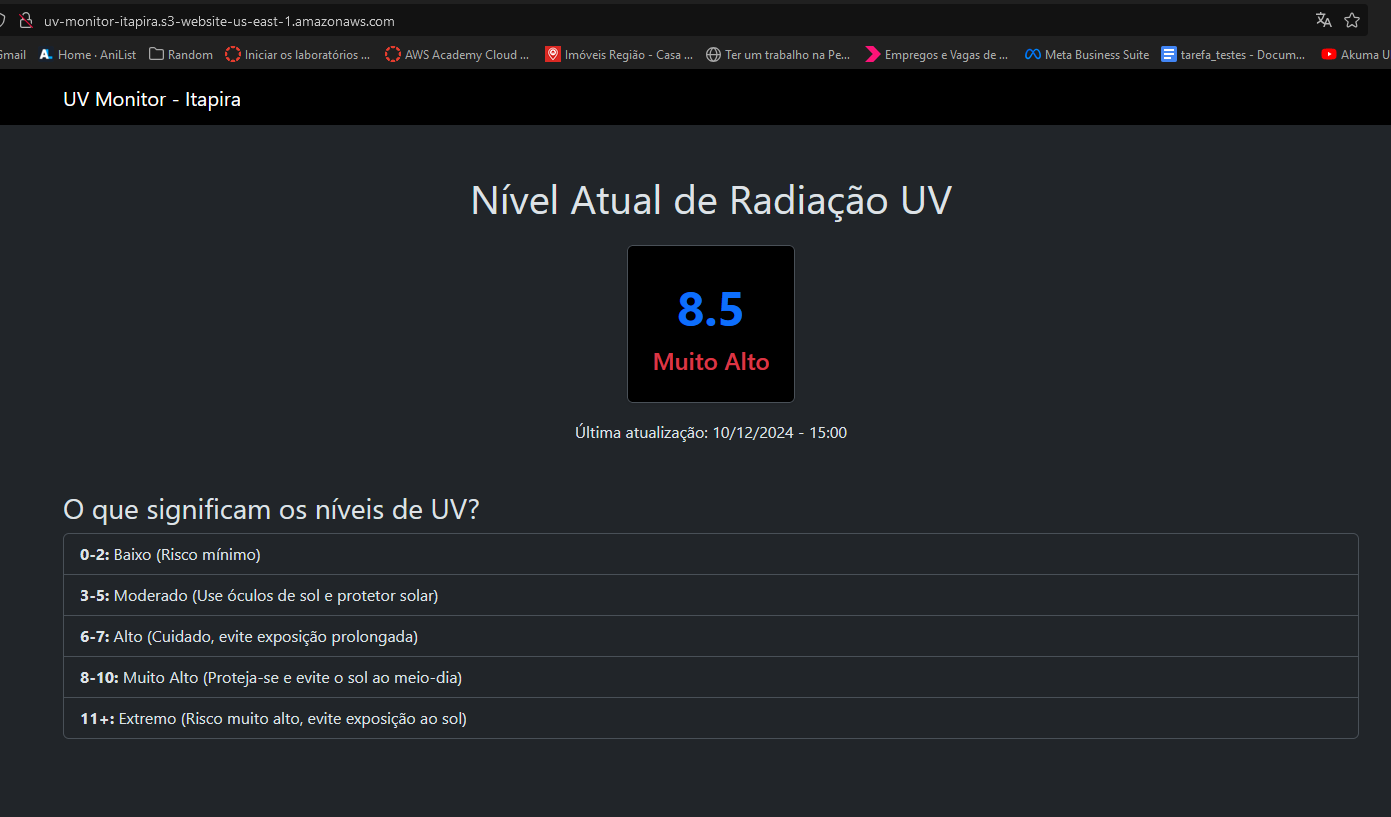 uv-monitor-itapira.s3-website-us-east-1.amazonaws.com
Gmail Home · AniList Random Iniciar os laboratórios ... AWS Academy Cloud ... Imóveis Região - Casa ... Ter um trabalho na Pe... Empregos e Vagas de ... Meta Business Suite tarefa_testes - Docum... Akuma U
UV Monitor - Itapira
Nível Atual de Radiação UV
8.5
Muito Alto
Última atualização: 10/12/2024 - 15:00
O que significam os níveis de UV?
0-2: Baixo (Risco mínimo)
3-5: Moderado (Use óculos de sol e protetor solar)
6-7: Alto (Cuidado, evite exposição prolongada)
8-10: Muito Alto (Proteja-se e evite o sol ao meio-dia)
11+: Extremo (Risco muito alto, evite exposição ao sol)